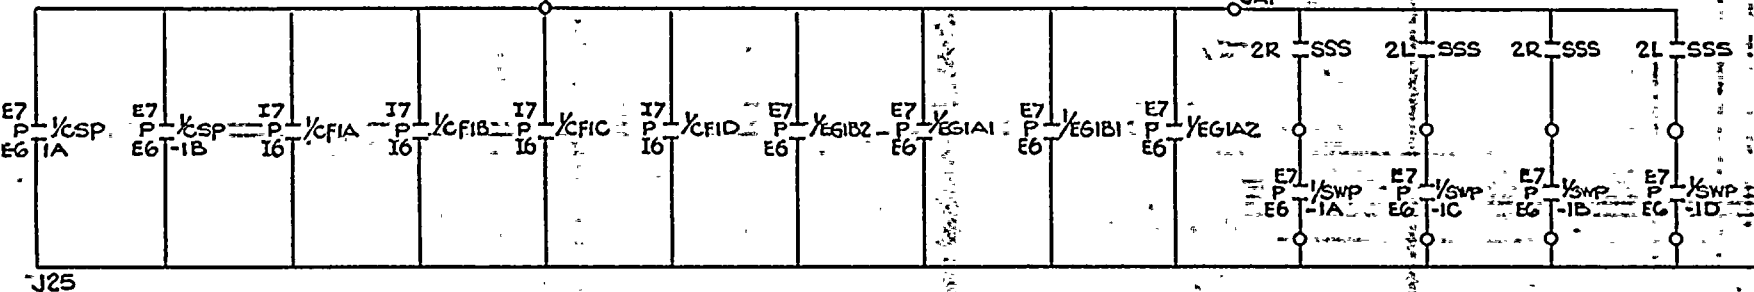 2R SSS 2L SSS 2R SSS 2L SSS
E7 P E6 1/CSP 1A
E7 P E6 1/CSP -1B
I7 P I6 1/CF1A
I7 P I6 1/CF1B
I7 P I6 1/CF1C
I7 P I6 1/CF1D
E7 P E6 1/EG1B2
E7 P E6 1/EG1A1
E7 P E6 1/EG1B1
E7 P E6 1/EG1A2
E7 P E6 1/SWP -1A
E7 P E6 1/SWP -1C
E7 P E6 1/SWP -1B
E7 P E6 1/SWP -1D
J25